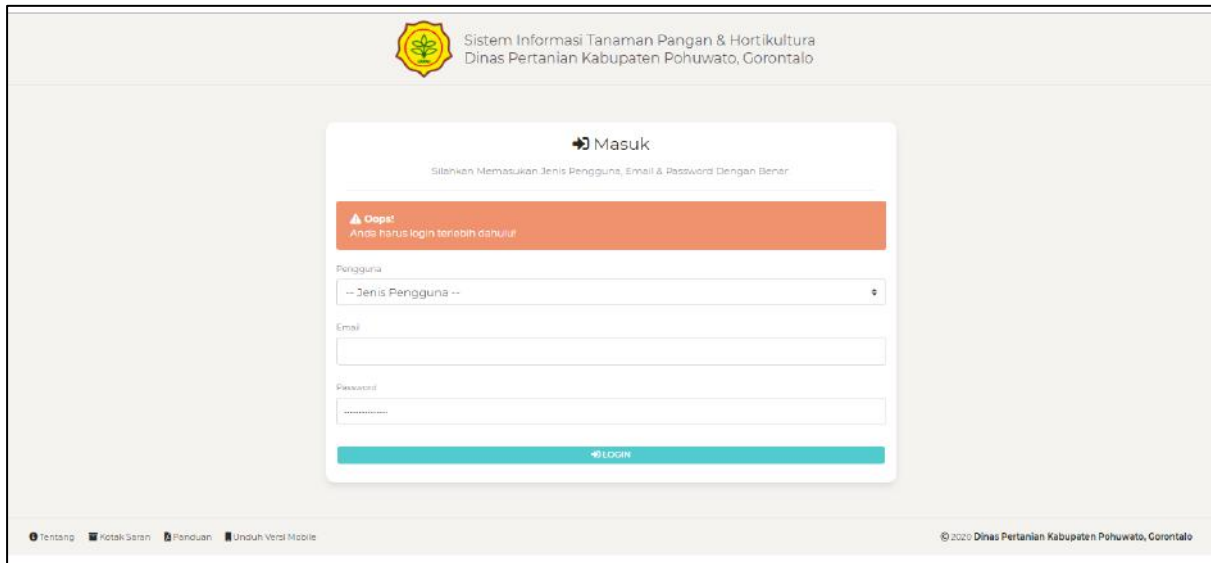 Sistem Informasi Tanaman Pangan & Hortikultura
Dinas Pertanian Kabupaten Pohuwato, Gorontalo
Masuk
Silahkan Memasukan Jenis Pengguna, Email & Password Dengan Benar
Oops!
Anda harus login terlebih dahulu!
Pengguna
-- Jenis Pengguna --
Email
Password
LOGIN
Tentang Kotak Saran Panduan Unduh Versi Mobile
© 2020 Dinas Pertanian Kabupaten Pohuwato, Gorontalo